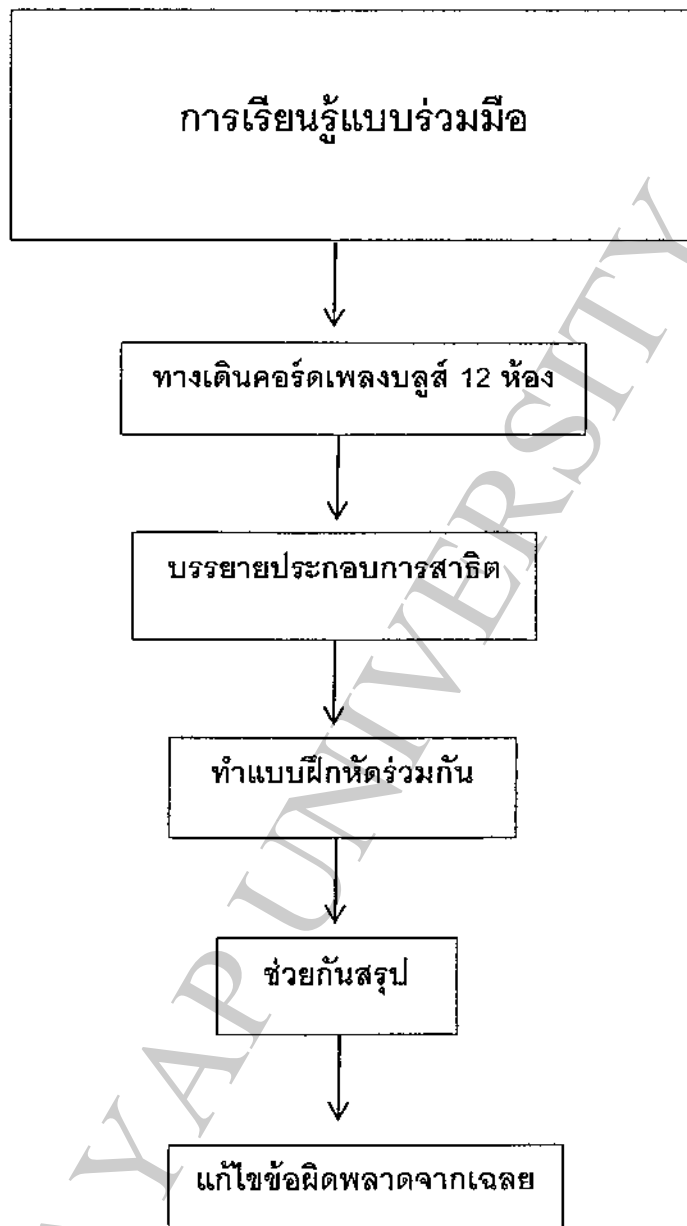 การเรียนรู้แบบร่วมมือ
ทางเดินคอร์ดเพลงบลูส์ 12 ห้อง
บรรยายประกอบการสาธิต
ทำแบบฝึกหัดร่วมกัน
ช่วยกันสรุป
แก้ไขข้อผิดพลาดจากเฉลย
YAP UNIVERSITY